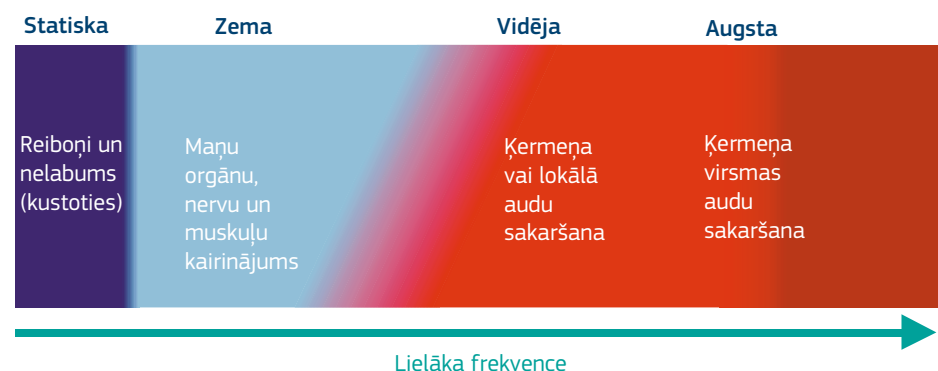 Statiska
Zema
Vidēja
Augsta
Reiboņi un
nelabums
(kustoties)
Maņu
orgānu,
nervu un
muskuļu
kairinājums
Ķermeņa
vai lokālā
audu
sakaršana
Ķermeņa
virsmas
audu
sakaršana
Lielāka frekvence